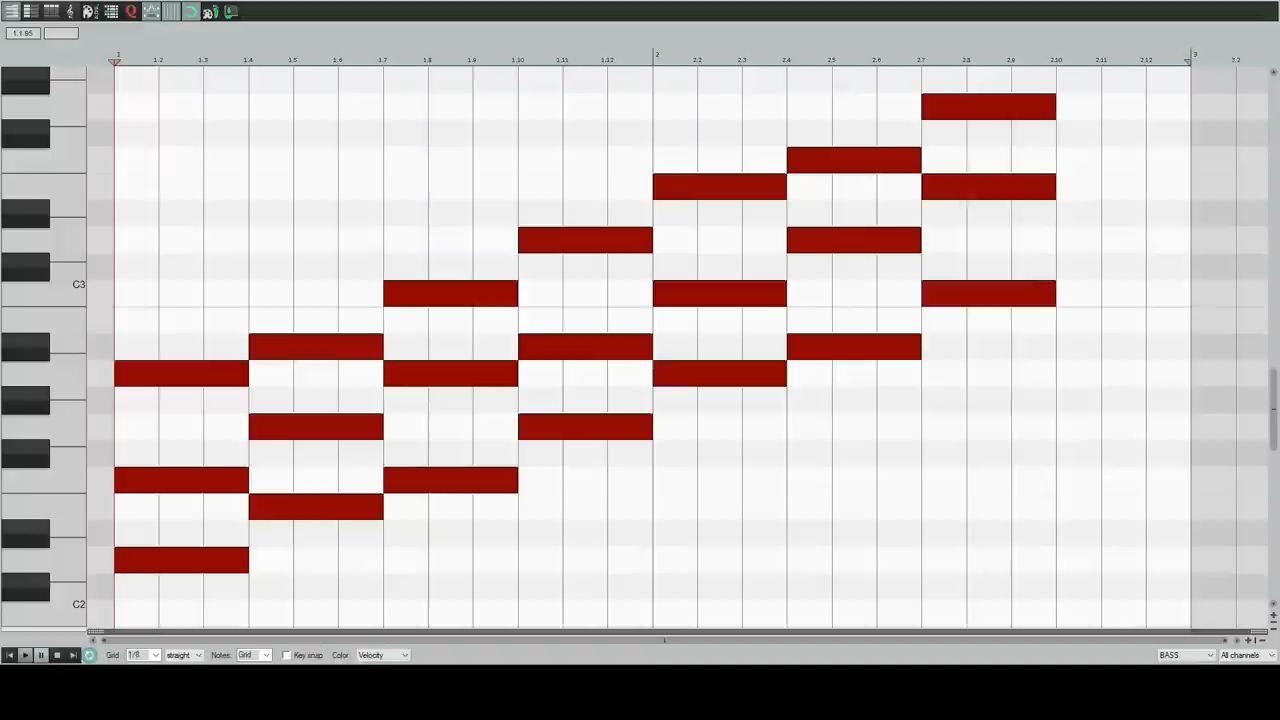 1.1.95
1 2 3
1.2 1.3 1.4 1.5 1.6 1.7 1.8 1.9 1.10 1.11 1.12 2.2 2.3 2.4 2.5 2.6 2.7 2.8 2.9 2.10 2.11 2.12 3.2
C3
C2
Grid 1/8 straight Notes: Grid Key snap Color Velocity BASS All channels